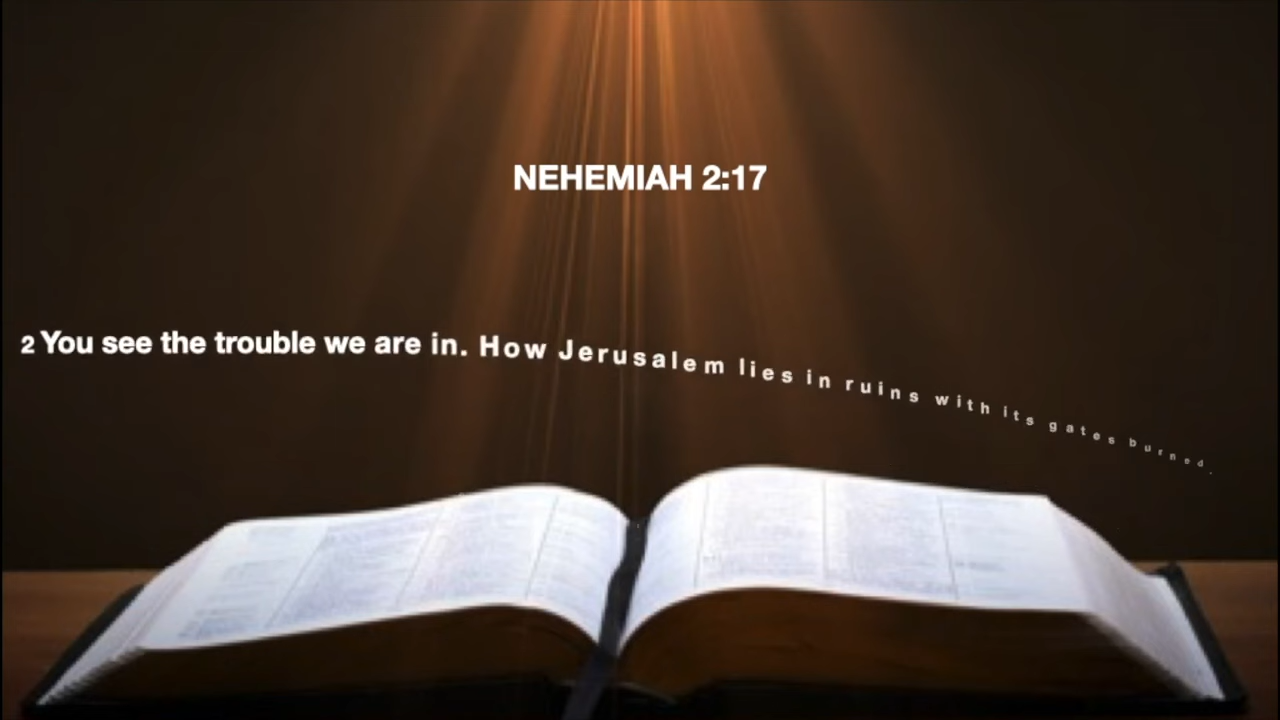 NEHEMIAH 2:17
2 You see the trouble we are in. How Jerusalem lies in ruins with its gates burned.